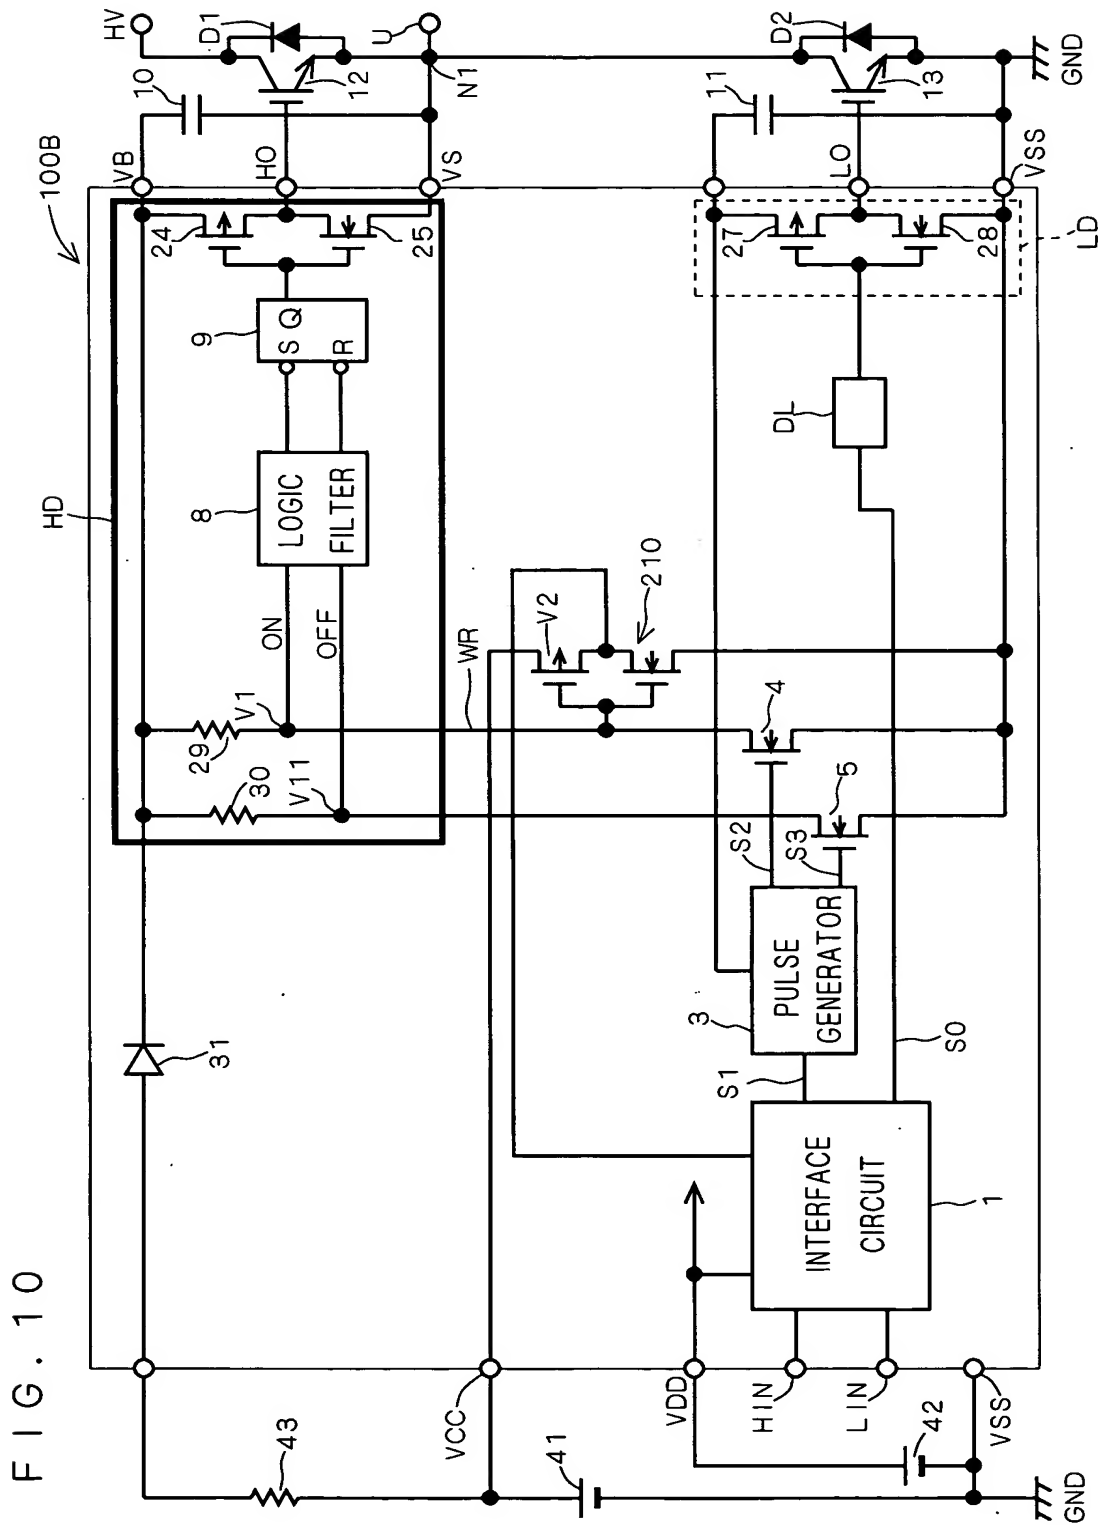 FIG. 10
100B
HV
D1
U
12
N1
10
VB
HO
VS
24
25
9
S Q
R
HD
8
LOGIC
FILTER
ON
OFF
29
V1
30
V11
WR
V2
210
31
43
VCC
41
D2
13
GND
11
LO
VSS
27
28
LD
DL
4
5
S2
S3
3
PULSE
GENERATOR
S1
S0
INTERFACE
CIRCUIT
1
VDD
HIN
LIN
VSS
42
GND